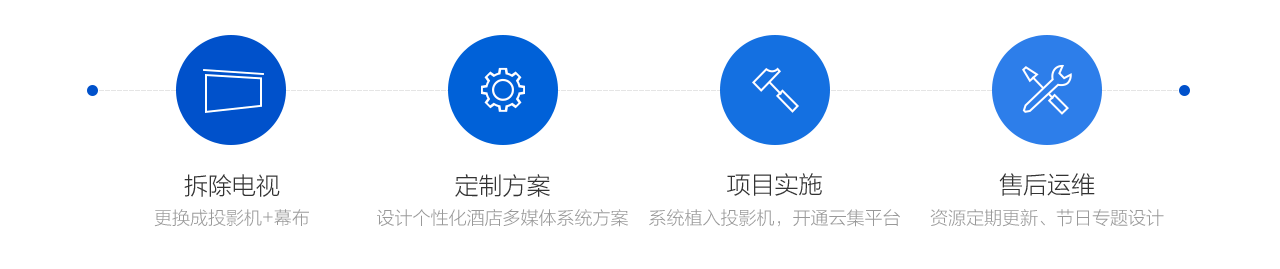 拆除电视
更换成投影机+幕布
定制方案
设计个性化酒店多媒体系统方案
项目实施
系统植入投影机，开通云集平台
售后运维
资源定期更新、节日专题设计